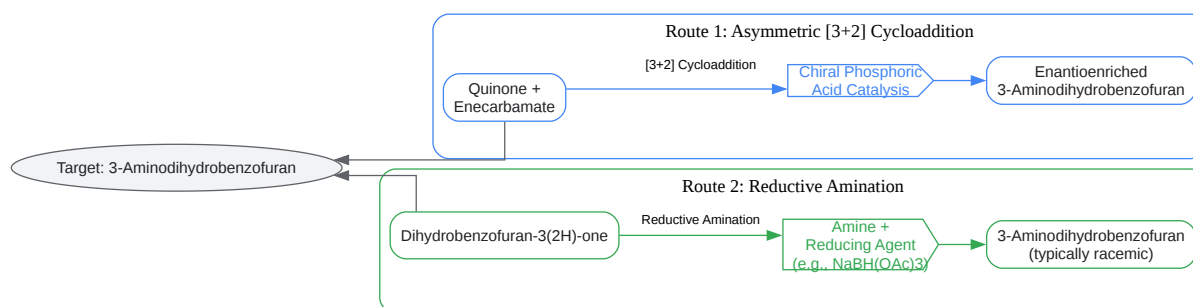 Route 1: Asymmetric [3+2] Cycloaddition
[3+2] Cycloaddition
Quinone +
Enecarbamate
Chiral Phosphoric
Acid Catalysis
Enantioenriched
3-Aminodihydrobenzofuran
Target: 3-Aminodihydrobenzofuran
Route 2: Reductive Amination
Dihydrobenzofuran-3(2H)-one
Reductive Amination
Amine +
Reducing Agent
(e.g., NaBH(OAc)3)
3-Aminodihydrobenzofuran
(typically racemic)